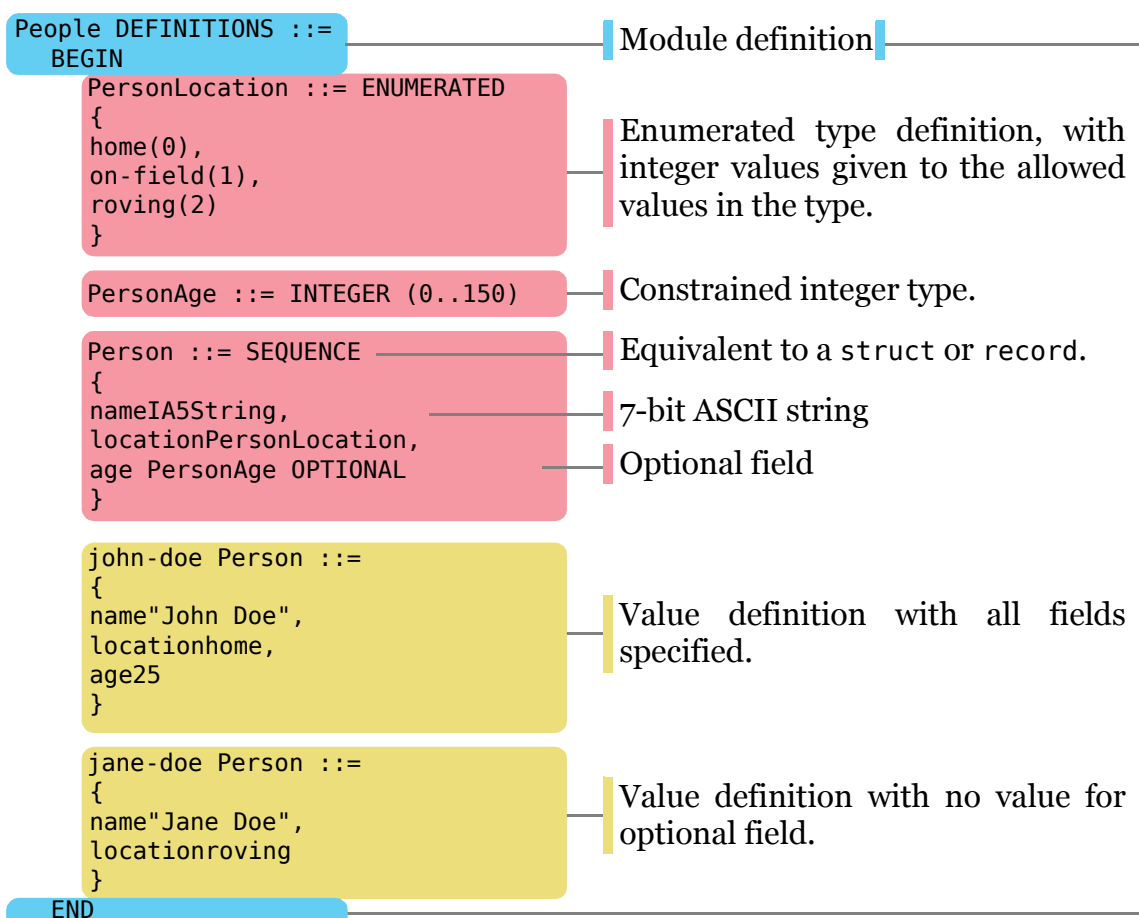 People DEFINITIONS ::=
BEGIN
Module definition
PersonLocation ::= ENUMERATED
{
home(0),
on-field(1),
roving(2)
}
Enumerated type definition, with
integer values given to the allowed
values in the type.
PersonAge ::= INTEGER (0..150)
Constrained integer type.
Person ::= SEQUENCE
Equivalent to a struct or record.
{
nameIA5String,
7-bit ASCII string
locationPersonLocation,
age PersonAge OPTIONAL
Optional field
}
john-doe Person ::=
{
name"John Doe",
locationhome,
age25
}
Value definition with all fields
specified.
jane-doe Person ::=
{
name"Jane Doe",
locationroving
}
Value definition with no value for
optional field.
END